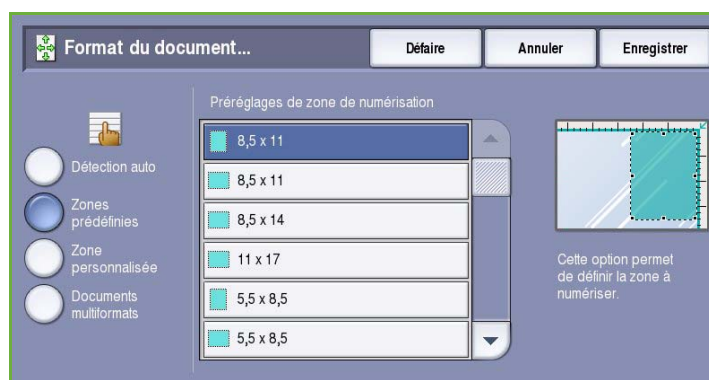 Format du document...
Défaire
Annuler
Enregistrer
Préréglages de zone de numérisation
Détection auto
Zones
prédéfinies
Zone
personnalisée
Documents
multiformats
8,5 x 11
8,5 x 11
8,5 x 14
11 x 17
5,5 x 8,5
5,5 x 8,5
Cette option permet
de définir la zone à
numériser.